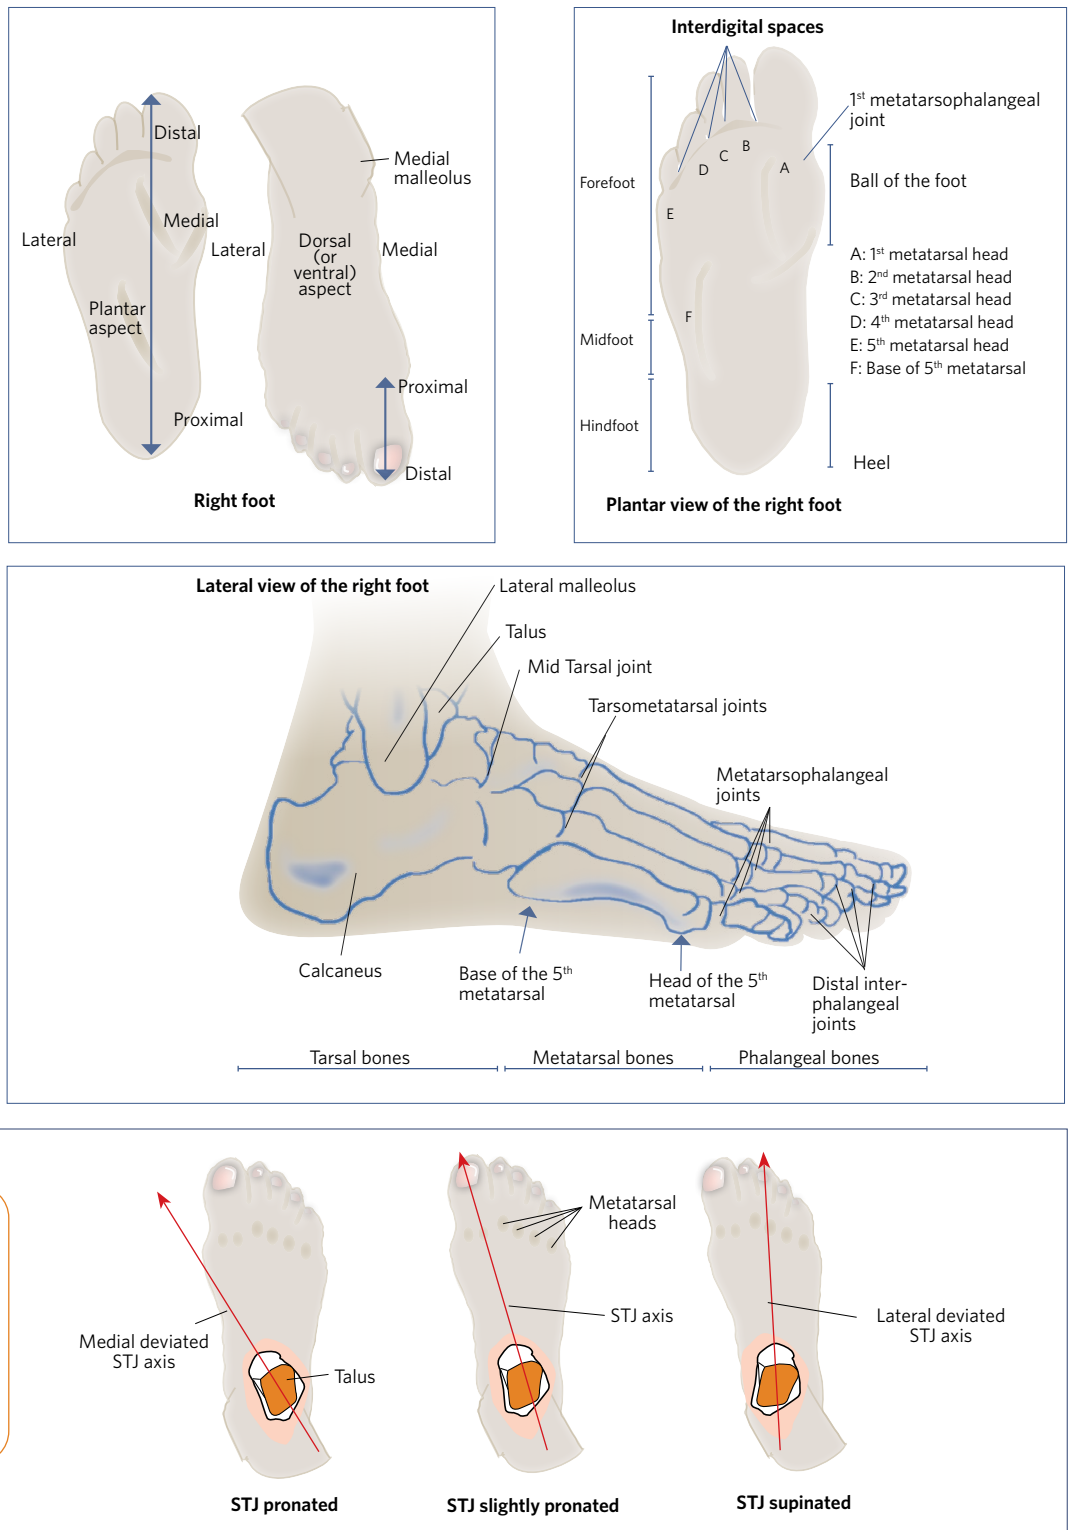 Distal
Medial
Lateral
Plantar
aspect
Proximal
Medial
malleolus
Lateral
Dorsal
(or
ventral)
aspect
Medial
Proximal
Distal
Right foot
Interdigital spaces
1st metatarsophalangeal
joint
Forefoot
B
C
D
A
E
Ball of the foot
A: 1st metatarsal head
B: 2nd metatarsal head
C: 3rd metatarsal head
D: 4th metatarsal head
E: 5th metatarsal head
F: Base of 5th metatarsal
F
Midfoot
Hindfoot
Heel
Plantar view of the right foot
Lateral view of the right foot
Lateral malleolus
Talus
Mid Tarsal joint
Tarsometatarsal joints
Metatarsophalangeal
joints
Calcaneus
Base of the 5th
metatarsal
Head of the 5th
metatarsal
Distal inter-
phalangeal
joints
Tarsal bones
Metatarsal bones
Phalangeal bones
Medial deviated
STJ axis
Talus
STJ pronated
Metatarsal
heads
STJ axis
STJ slightly pronated
Lateral deviated
STJ axis
STJ supinated